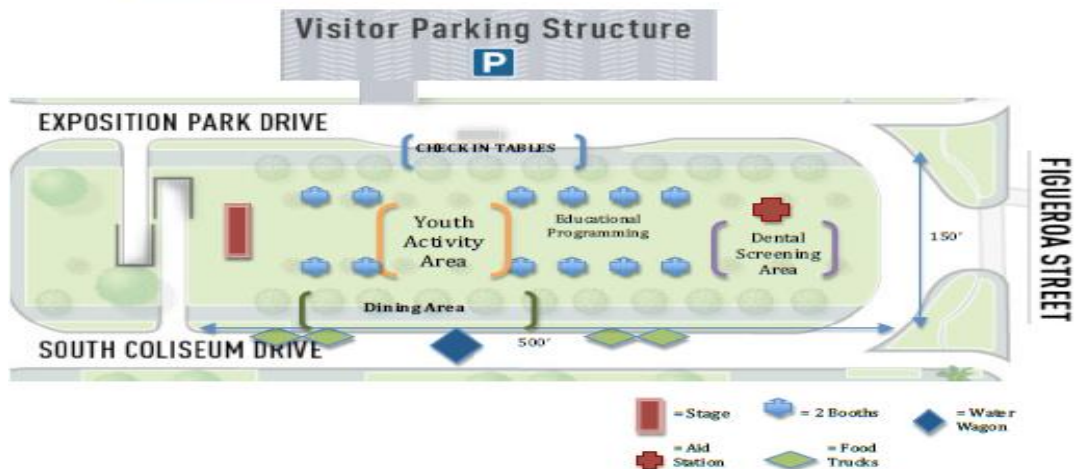 Visitor Parking Structure
P
EXPOSITION PARK DRIVE
CHECK IN TABLES
Youth
Activity
Area
Educational
Programming
Dental
Screening
Area
150'
FIGUEROA STREET
Dining Area
500'
SOUTH COLISEUM DRIVE
= Stage
= 2 Booths
= Water
Wagon
= Aid
Station
= Food
Trucks